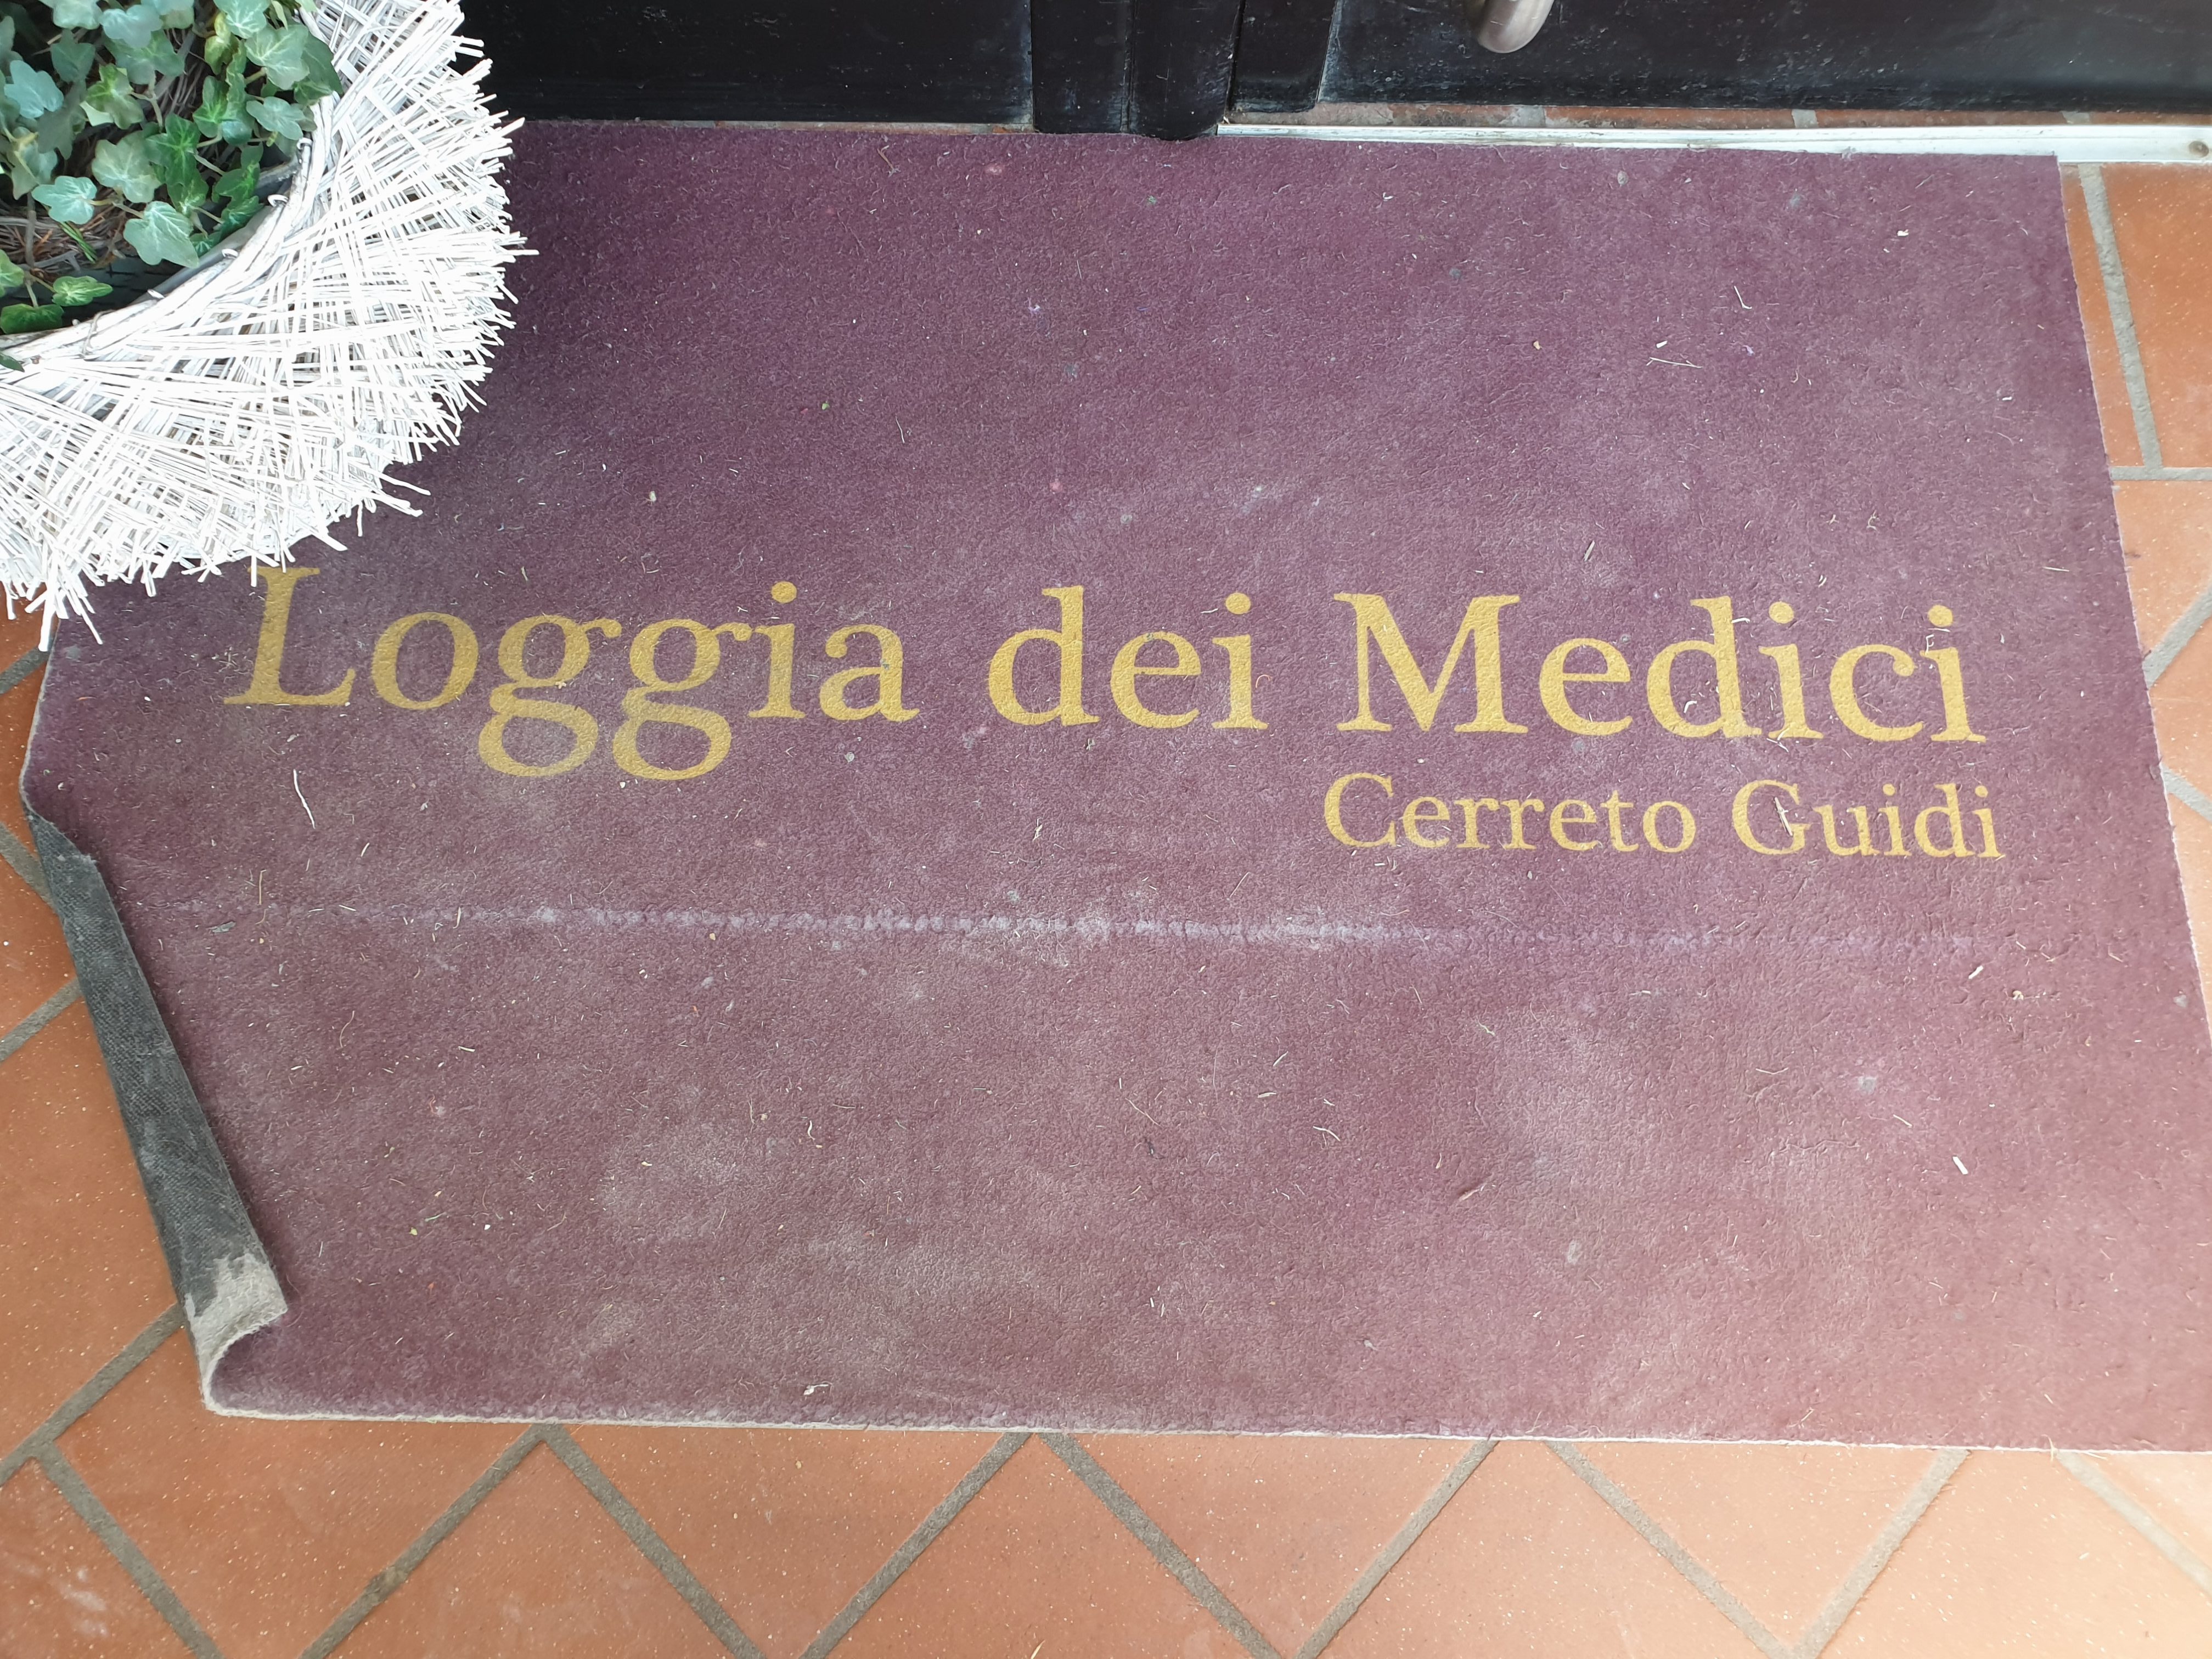 Loggia dei Medici
Cerreto Guidi